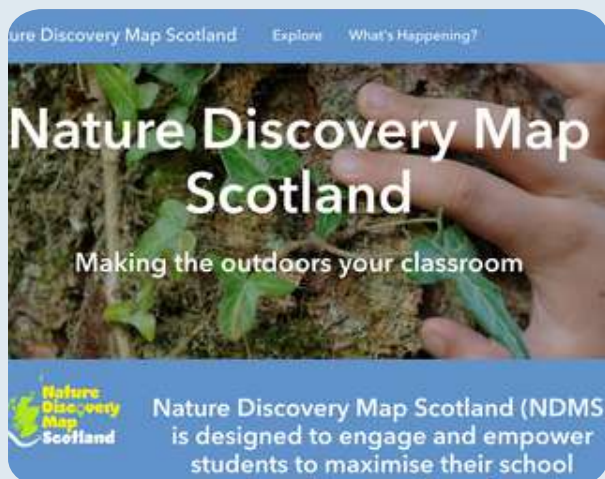 ure Discovery Map Scotland Explore What's Happening?
Nature Discovery Map
Scotland
Making the outdoors your classroom
Nature
Discovery
Map
Scotland
Nature Discovery Map Scotland (NDMS
is designed to engage and empower
students to maximise their school